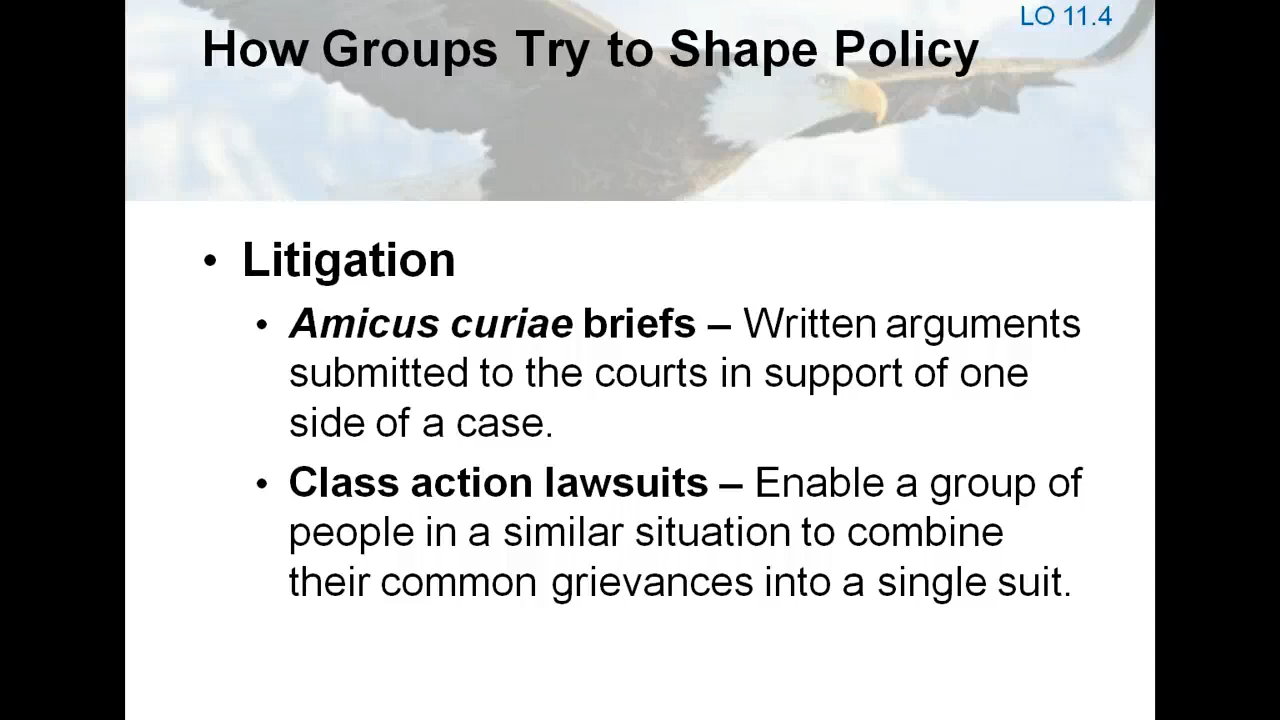 LO 11.4
How Groups Try to Shape Policy
• Litigation
• Amicus curiae briefs – Written arguments
submitted to the courts in support of one
side of a case.
• Class action lawsuits – Enable a group of
people in a similar situation to combine
their common grievances into a single suit.